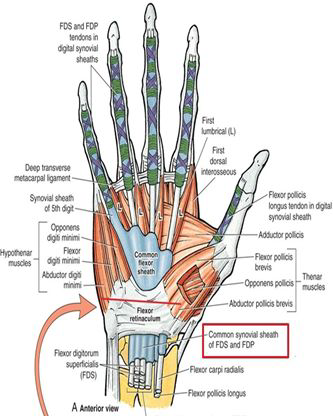 FDS and FDP
tendons in
digital synovial
sheaths
First
lumbrical (L)
First
dorsal
interosseous
Deep transverse
metacarpal ligament
Synovial sheath
of 5th digit
Flexor pollicis
longus tendon in digital
synovial sheath
L
L
L
L
Adductor pollicis
Hypothenar
muscles
Opponens
digiti minimi
Flexor
digiti minimi
Abductor digiti
minimi
Common
flexor
sheath
Flexor pollicis
brevis
Opponens pollicis
Abductor pollicis brevis
Thenar
muscles
Flexor
retinaculum
Common synovial sheath
of FDS and FDP
Flexor digitorum
superficialis
(FDS)
Flexor carpi radialis
Flexor pollicis longus
A Anterior view